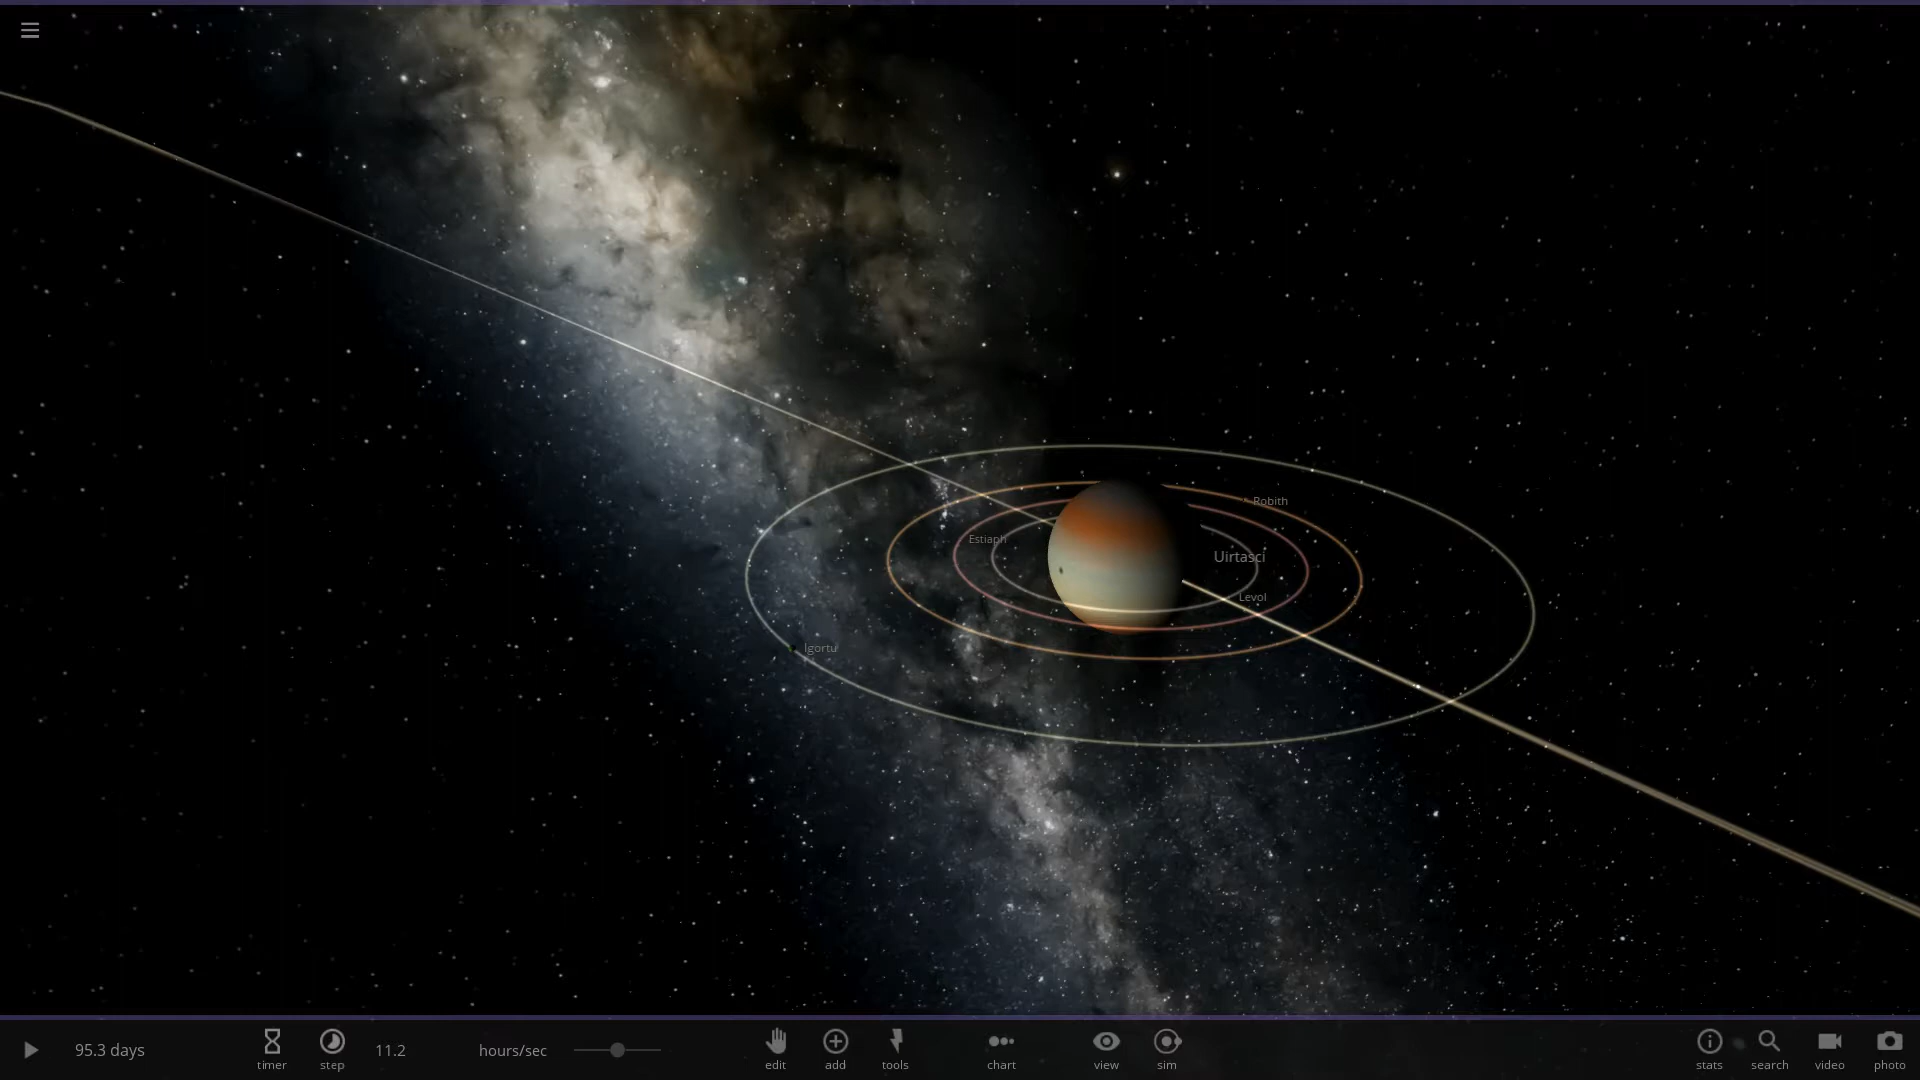 Robith
Estiaph
Uirtasci
Levol
Igortu
95.3 days
timer
step
11.2
hours/sec
edit
add
tools
chart
view
sim
stats
search
video
photo